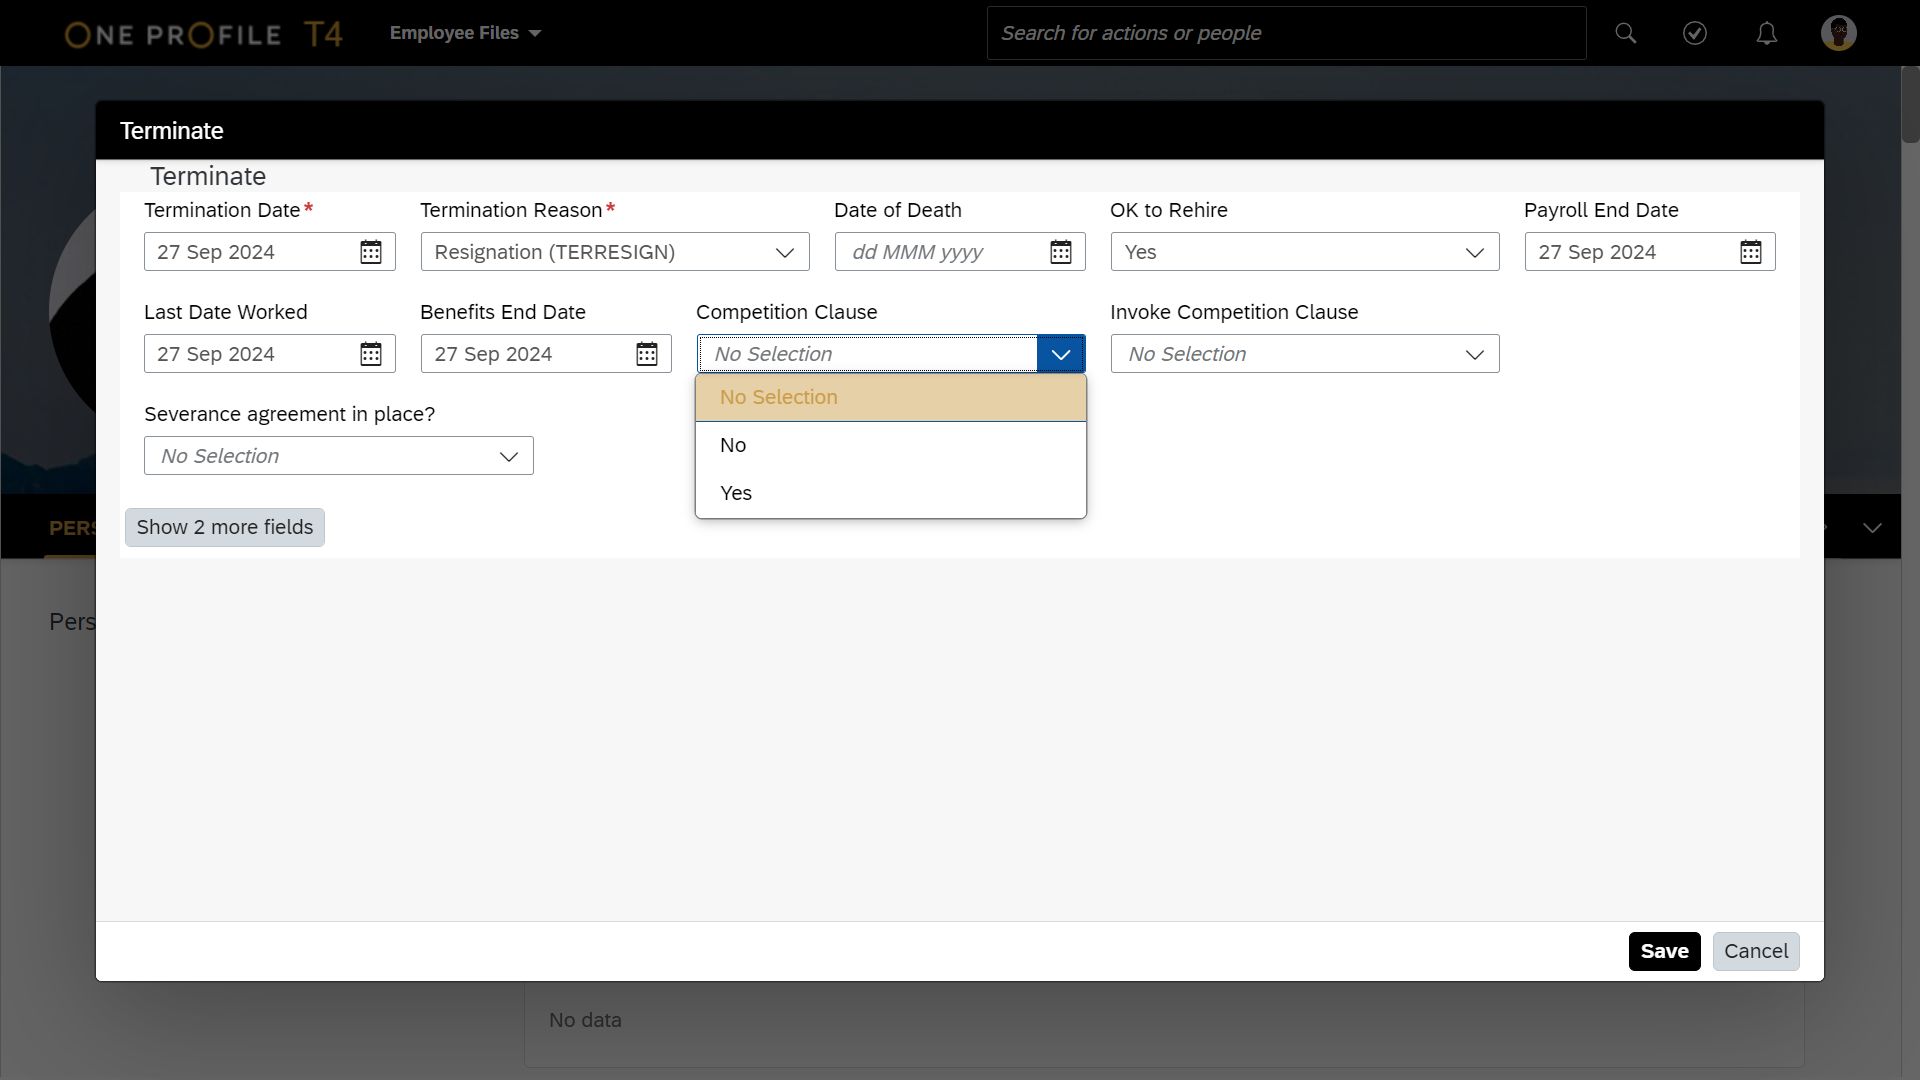 ONE PROFILE T4
Employee Files
Search for actions or people
Terminate
Terminate
Termination Date*
Termination Reason*
Date of Death
OK to Rehire
Payroll End Date
27 Sep 2024
Resignation (TERRESIGN)
dd MMM yyyy
Yes
27 Sep 2024
Last Date Worked
Benefits End Date
Competition Clause
Invoke Competition Clause
27 Sep 2024
27 Sep 2024
No Selection
No Selection
No Selection
No
Yes
Severance agreement in place?
No Selection
Show 2 more fields
PERS
Pers
Save
Cancel
No data